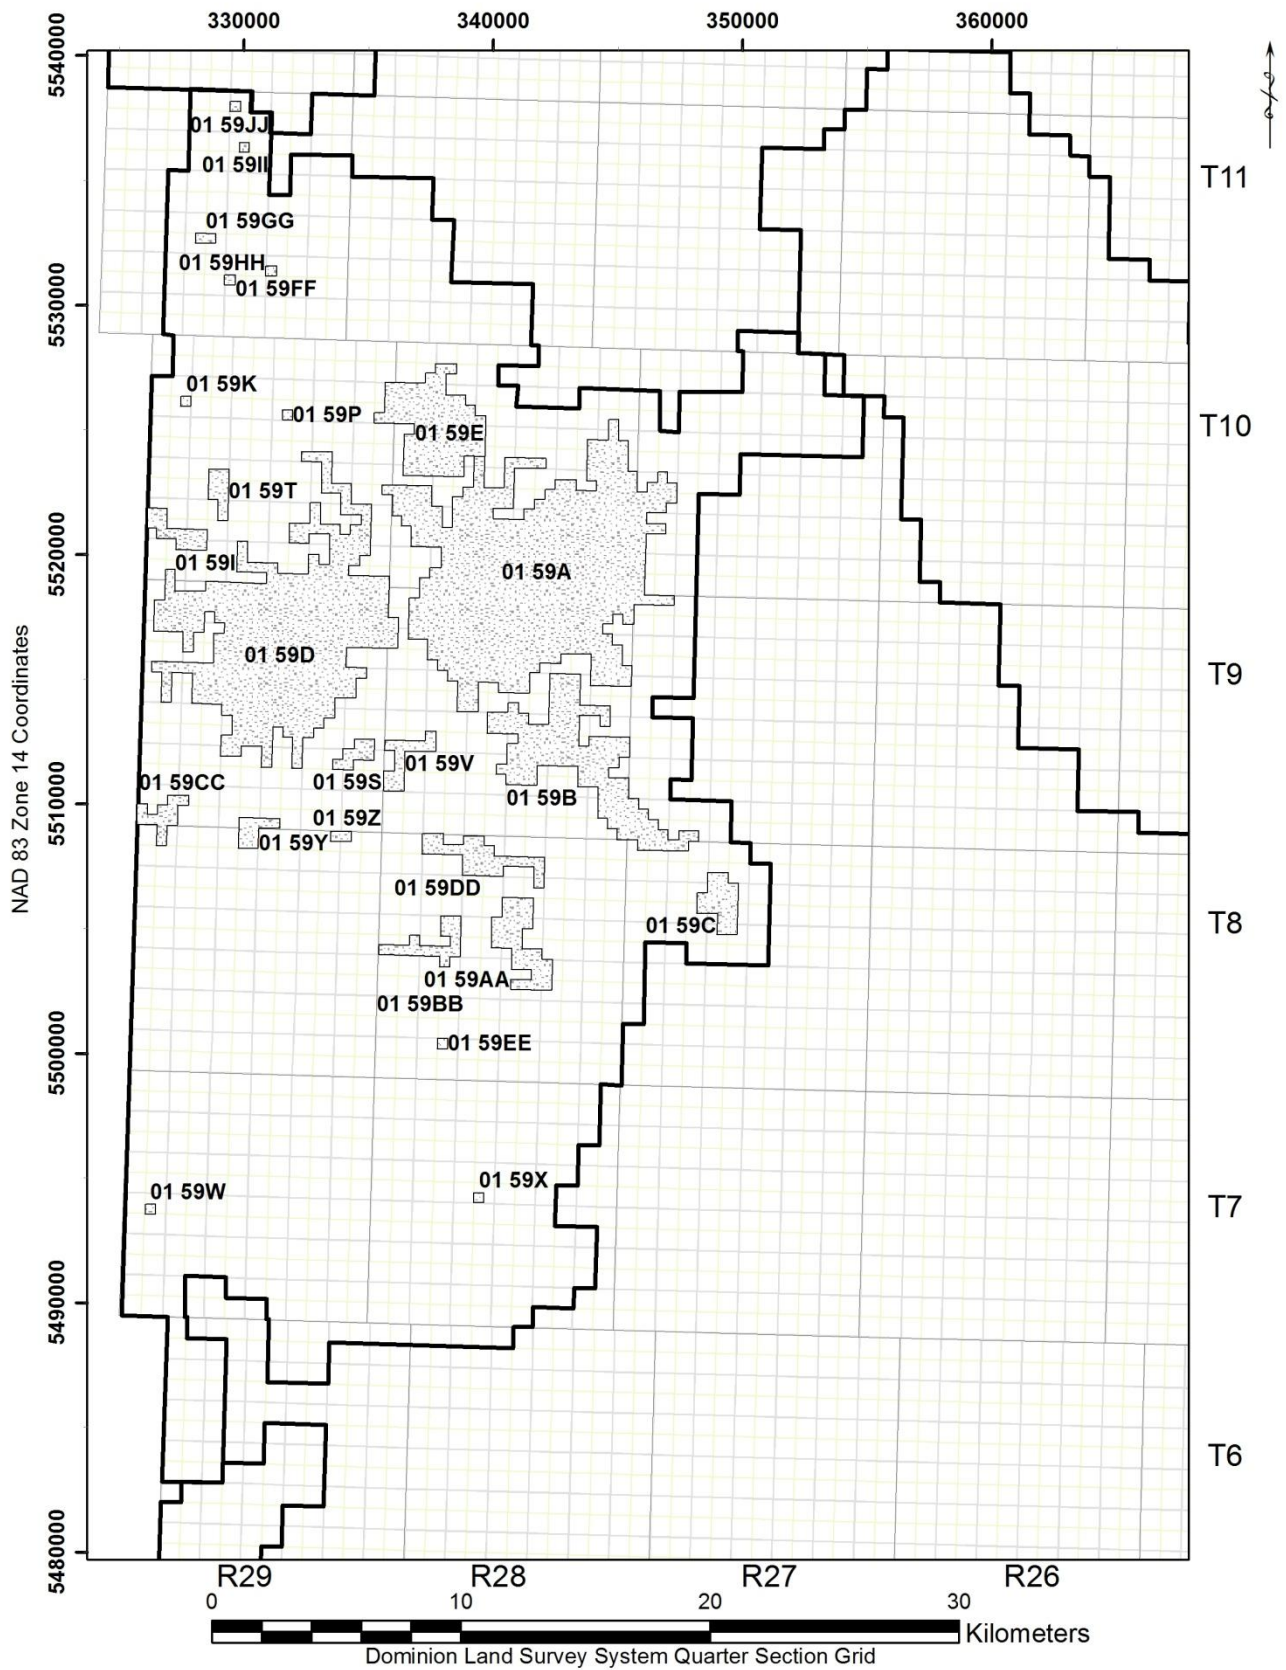 330000 340000 350000 360000
5540000
01 59JJ
01 59II
T11
01 59GG
01 59HH
01 59FF
5530000
01 59K
01 59P
01 59E
T10
01 59T
5520000
01 59I
01 59A
NAD 83 Zone 14 Coordinates
01 59D
T9
01 59V
01 59CC
01 59S
01 59B
5510000
01 59Z
01 59Y
01 59DD
01 59C
T8
01 59AA
01 59BB
5500000
01 59EE
01 59X
01 59W
T7
5490000
T6
5480000
R29 R28 R27 R26
0 10 20 30
Kilometers
Dominion Land Survey System Quarter Section Grid